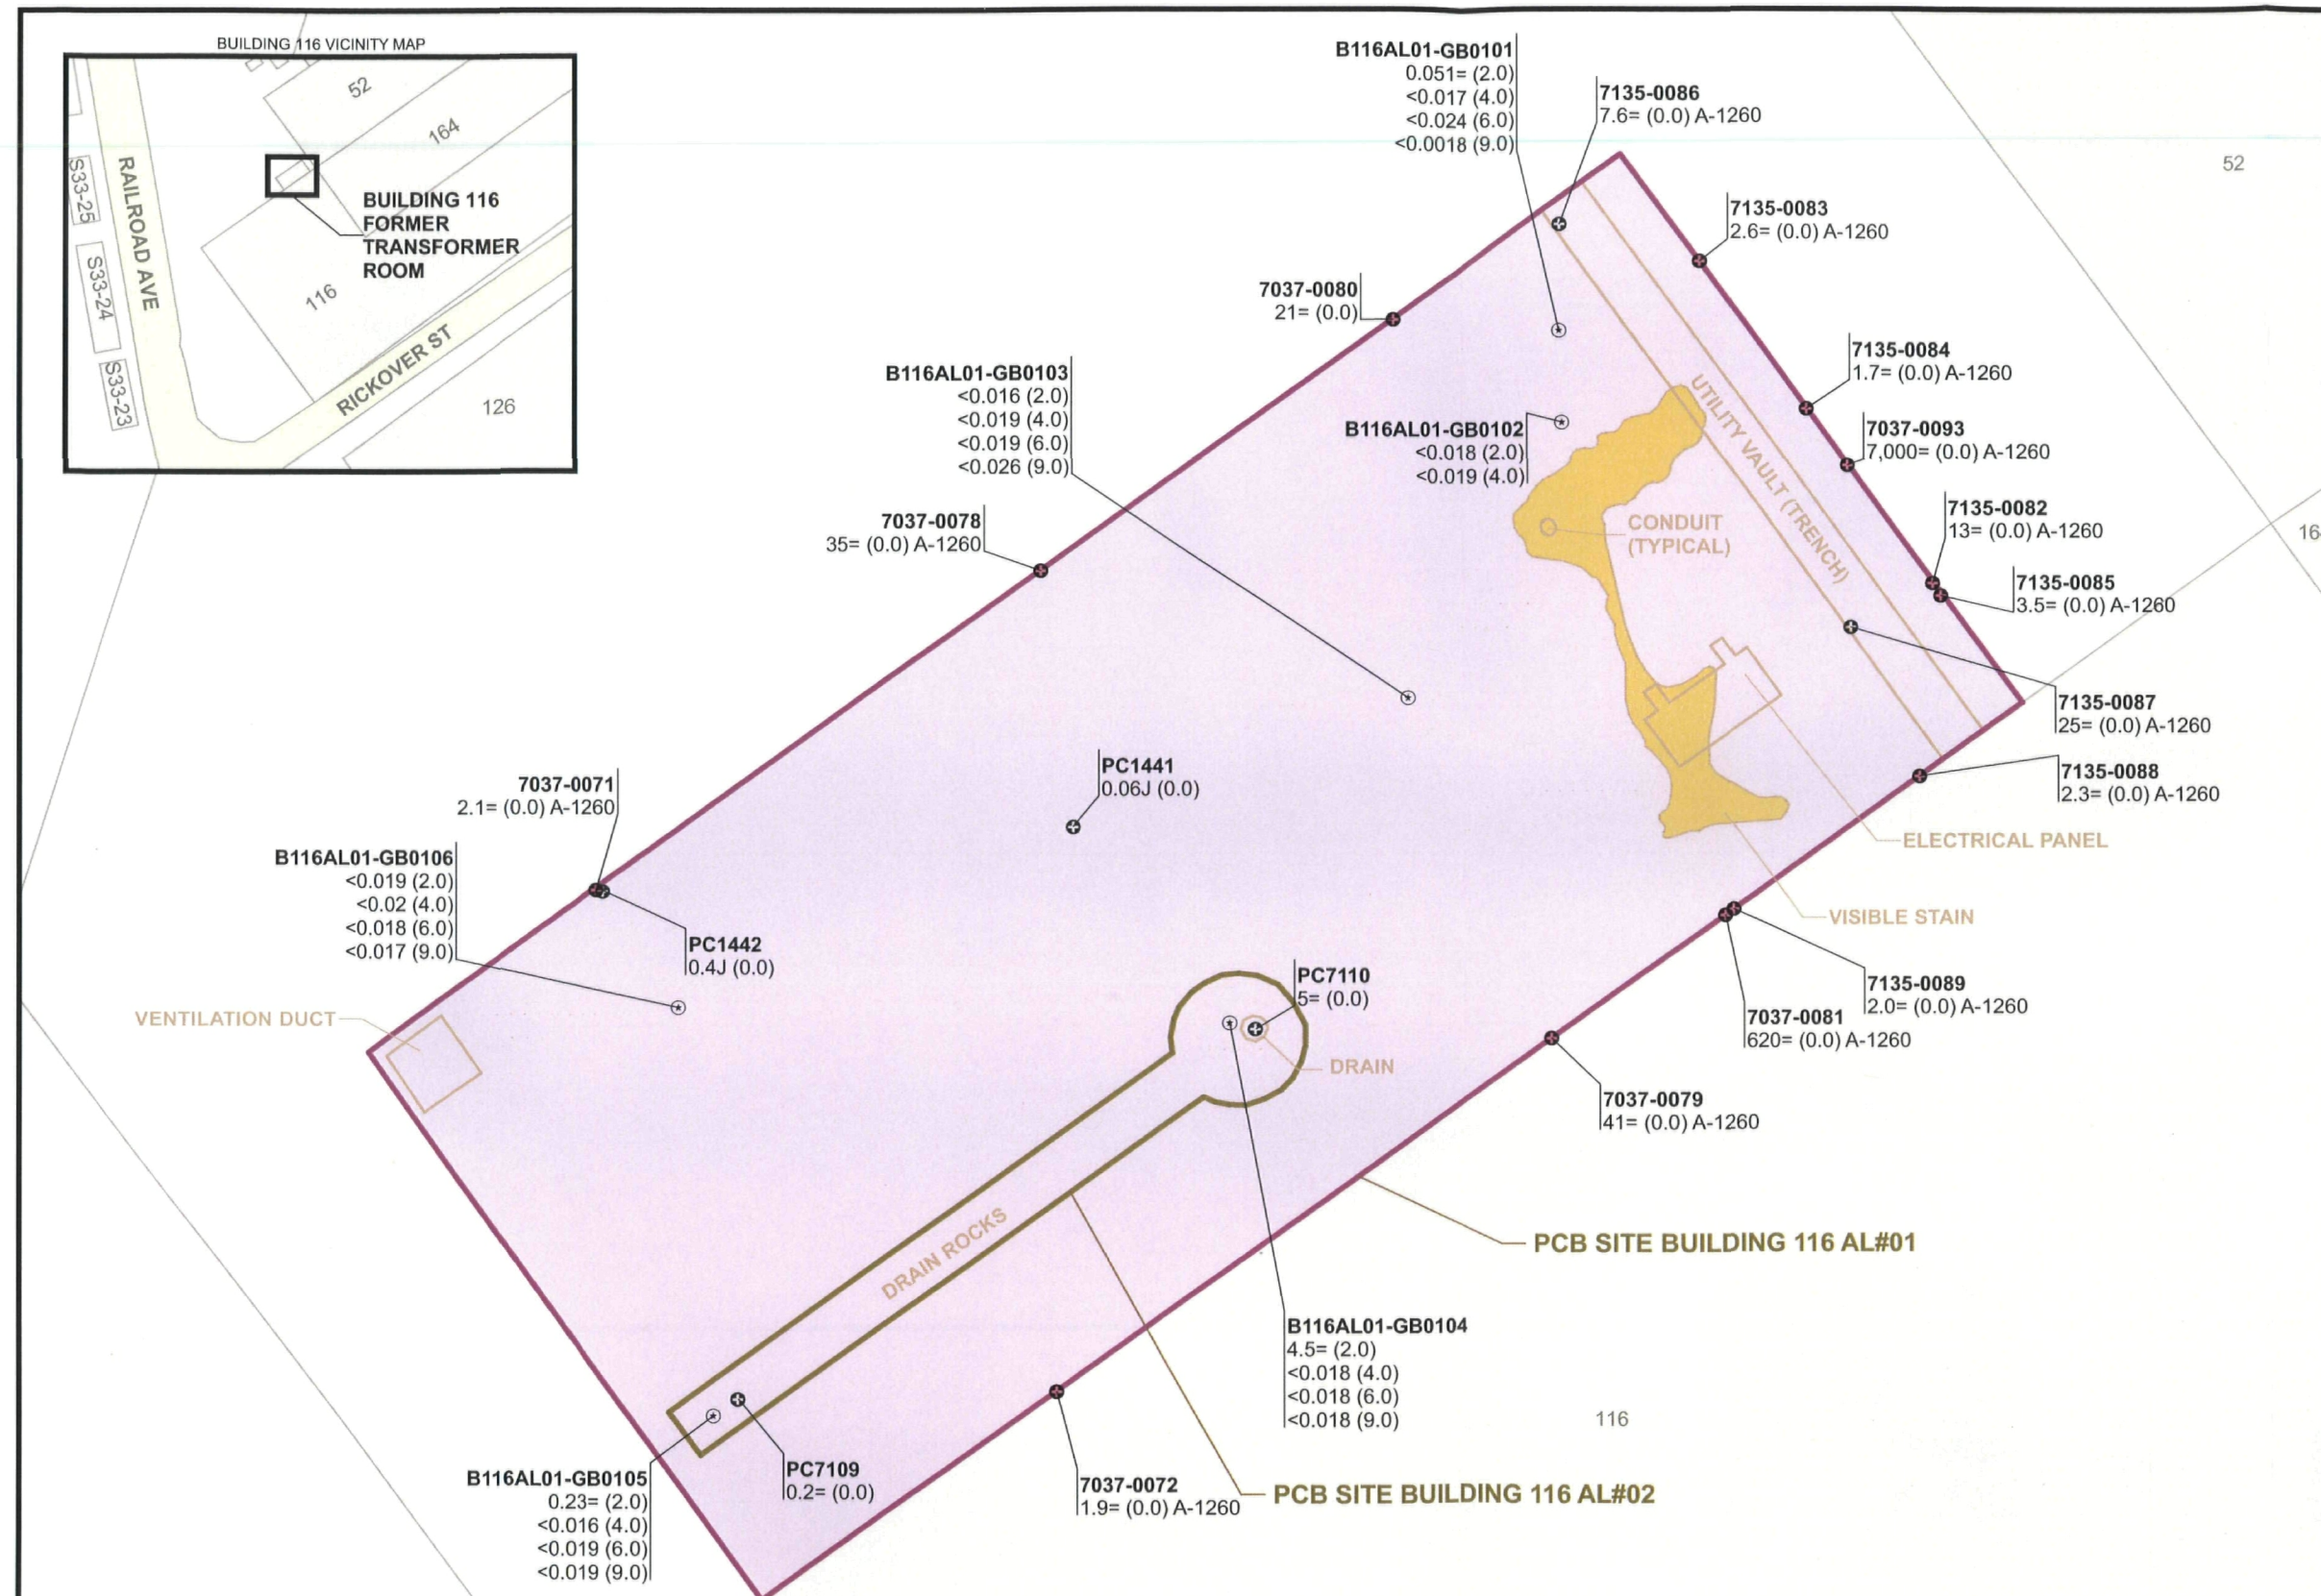 BUILDING 116 VICINITY MAP
52
164
S33-25
RAILROAD AVE
BUILDING 116
FORMER
TRANSFORMER
ROOM
S33-24
116
S33-23
RICKOVER ST
126
B116AL01-GB0101
0.051= (2.0)
<0.017 (4.0)
<0.024 (6.0)
<0.0018 (9.0)
7135-0086
7.6= (0.0) A-1260
52
7135-0083
2.6= (0.0) A-1260
7037-0080
21= (0.0)
7135-0084
1.7= (0.0) A-1260
B116AL01-GB0103
<0.016 (2.0)
<0.019 (4.0)
<0.019 (6.0)
<0.026 (9.0)
B116AL01-GB0102
<0.018 (2.0)
<0.019 (4.0)
UTILITY VAULT (TRENCH)
7037-0093
7,000= (0.0) A-1260
7037-0078
35= (0.0) A-1260
CONDUIT
(TYPICAL)
7135-0082
13= (0.0) A-1260
7135-0085
3.5= (0.0) A-1260
7135-0087
25= (0.0) A-1260
7135-0088
2.3= (0.0) A-1260
PC1441
0.06J (0.0)
7037-0071
2.1= (0.0) A-1260
ELECTRICAL PANEL
B116AL01-GB0106
<0.019 (2.0)
<0.02 (4.0)
<0.018 (6.0)
<0.017 (9.0)
PC1442
0.4J (0.0)
VISIBLE STAIN
PC7110
5= (0.0)
7135-0089
2.0= (0.0) A-1260
VENTILATION DUCT
7037-0081
620= (0.0) A-1260
DRAIN
7037-0079
41= (0.0) A-1260
DRAIN ROCKS
PCB SITE BUILDING 116 AL#01
B116AL01-GB0104
4.5= (2.0)
<0.018 (4.0)
<0.018 (6.0)
<0.018 (9.0)
116
B116AL01-GB0105
0.23= (2.0)
<0.016 (4.0)
<0.019 (6.0)
<0.019 (9.0)
PC7109
0.2= (0.0)
7037-0072
1.9= (0.0) A-1260
PCB SITE BUILDING 116 AL#02